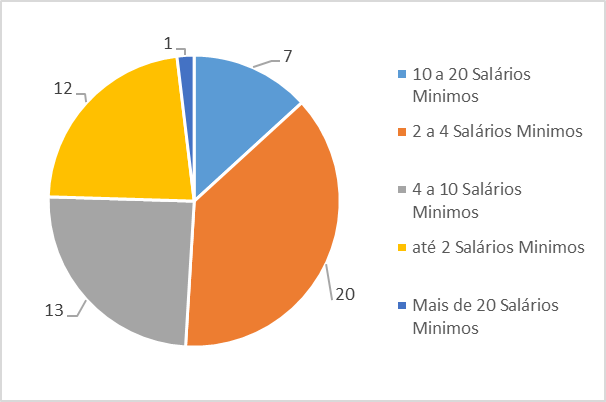 1
7
12
13
20
10 a 20 Salários
Minimos
2 a 4 Salários Minimos
4 a 10 Salários
Minimos
até 2 Salários Minimos
Mais de 20 Salários
Minimos